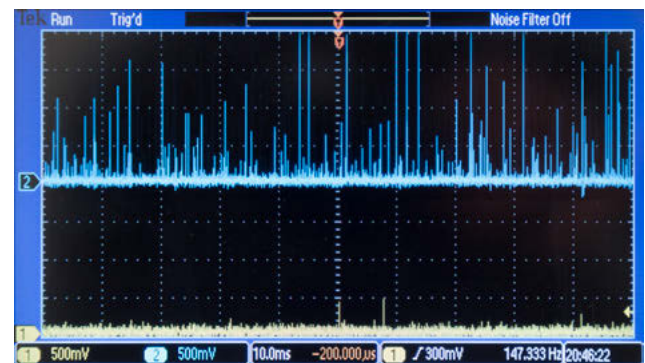 Tek Run Trig'd Noise Filter Off
2
1
1 500mV 2 500mV 10.0ms -200.000µs 1 ∫ 300mV 147.333 Hz 20:46:22